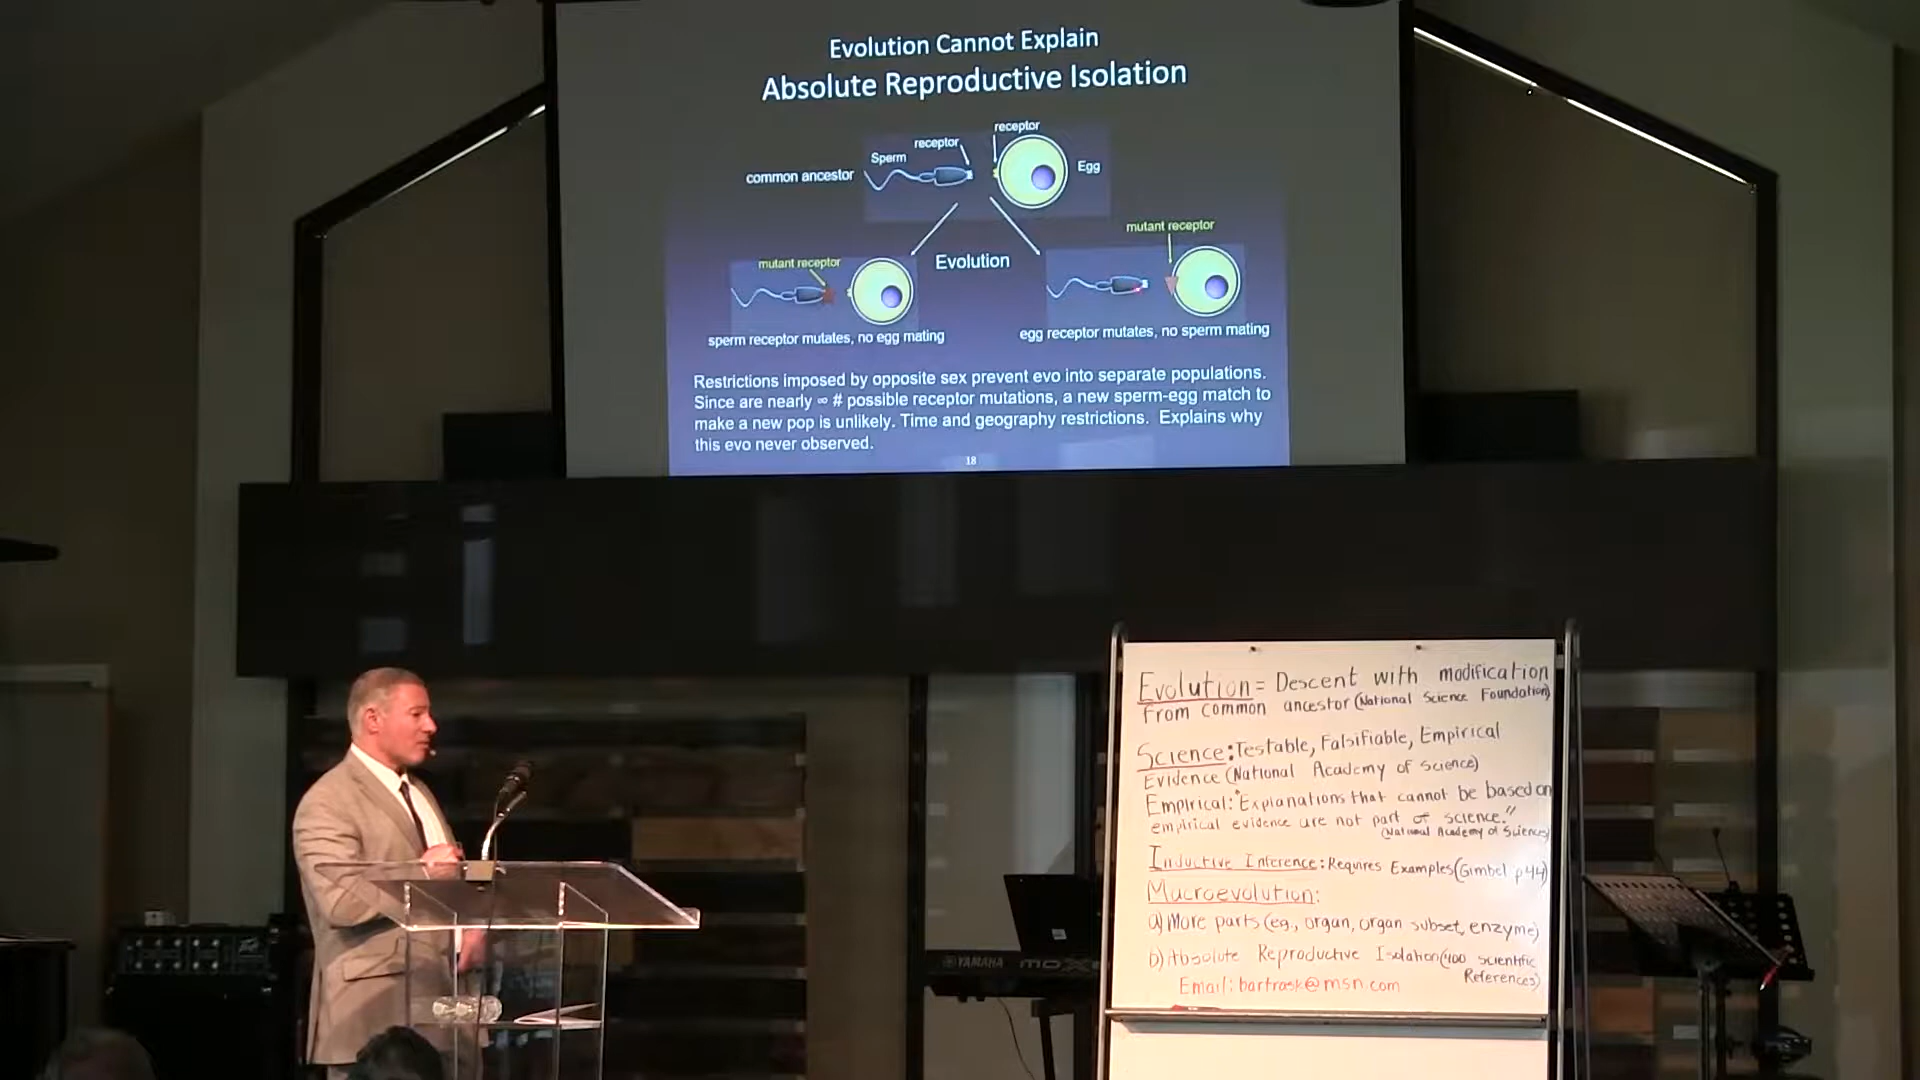 Evolution Cannot Explain
Absolute Reproductive Isolation
receptor
receptor
Sperm
common ancestor
Egg
mutant receptor
mutant receptor
Evolution
sperm receptor mutates, no egg mating
egg receptor mutates, no sperm mating
Restrictions imposed by opposite sex prevent evo into separate populations.
Since are nearly ∞ # possible receptor mutations, a new sperm-egg match to
make a new pop is unlikely. Time and geography restrictions. Explains why
this evo never observed.
18
Evolution = Descent with modification
from common ancestor (National Science Foundation)
Science: Testable, Falsifiable, Empirical
Evidence (National Academy of Science)
Empirical: "Explanations that cannot be based on
empirical evidence are not part of science."
(National Academy of Sciences)
Inductive Inference: Requires Examples (Gimbel p44)
Macroevolution:
a) More parts (eg., organ, organ subset, enzyme)
b) Absolute Reproductive Isolation (400 scientific
References)
Email: bartrask@msn.com
YAMAHA